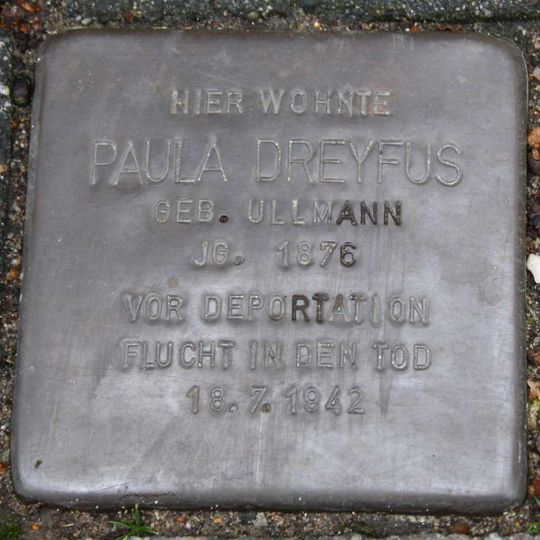 HIER WOHNTE
PAULA DREYFUS
GEB. ULLMANN
JG. 1876
VOR DEPORTATION
FLUCHT IN DEN TOD
18.7.1942